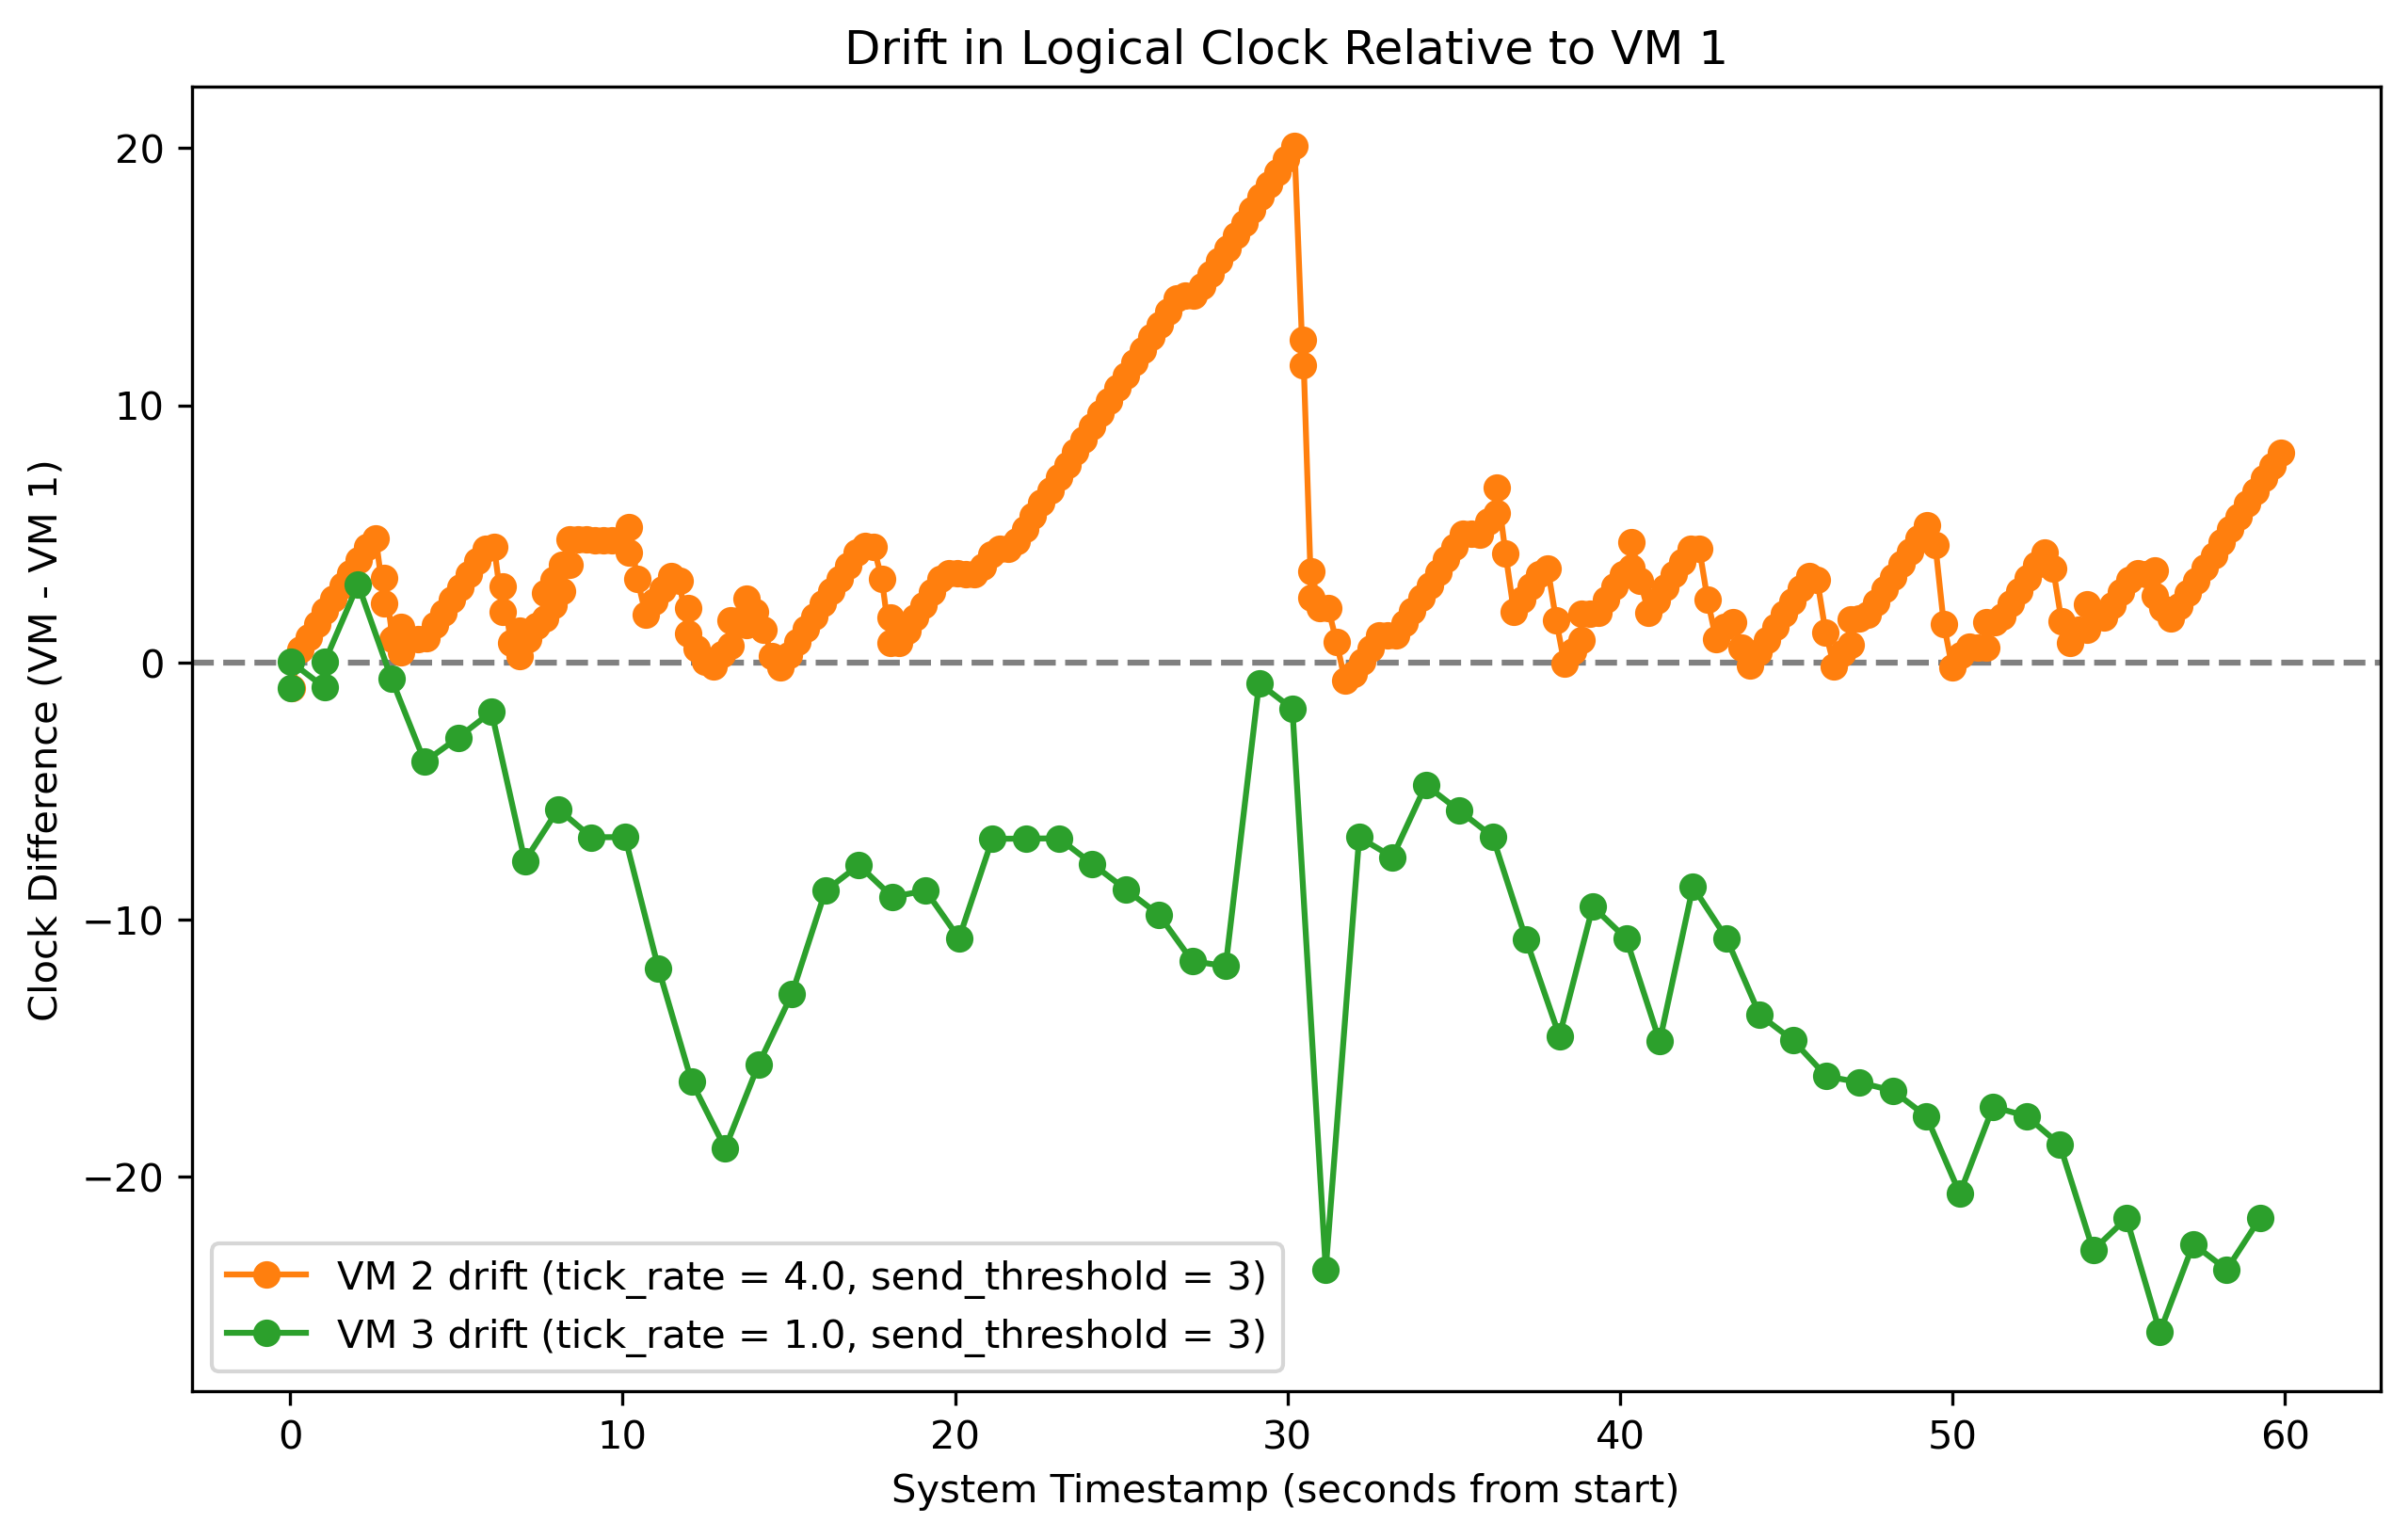 Drift in Logical Clock Relative to VM 1
Clock Difference (VM - VM 1)
20
10
0
−10
−20
VM 2 drift (tick_rate = 4.0, send_threshold = 3)
VM 3 drift (tick_rate = 1.0, send_threshold = 3)
0 10 20 30 40 50 60
System Timestamp (seconds from start)